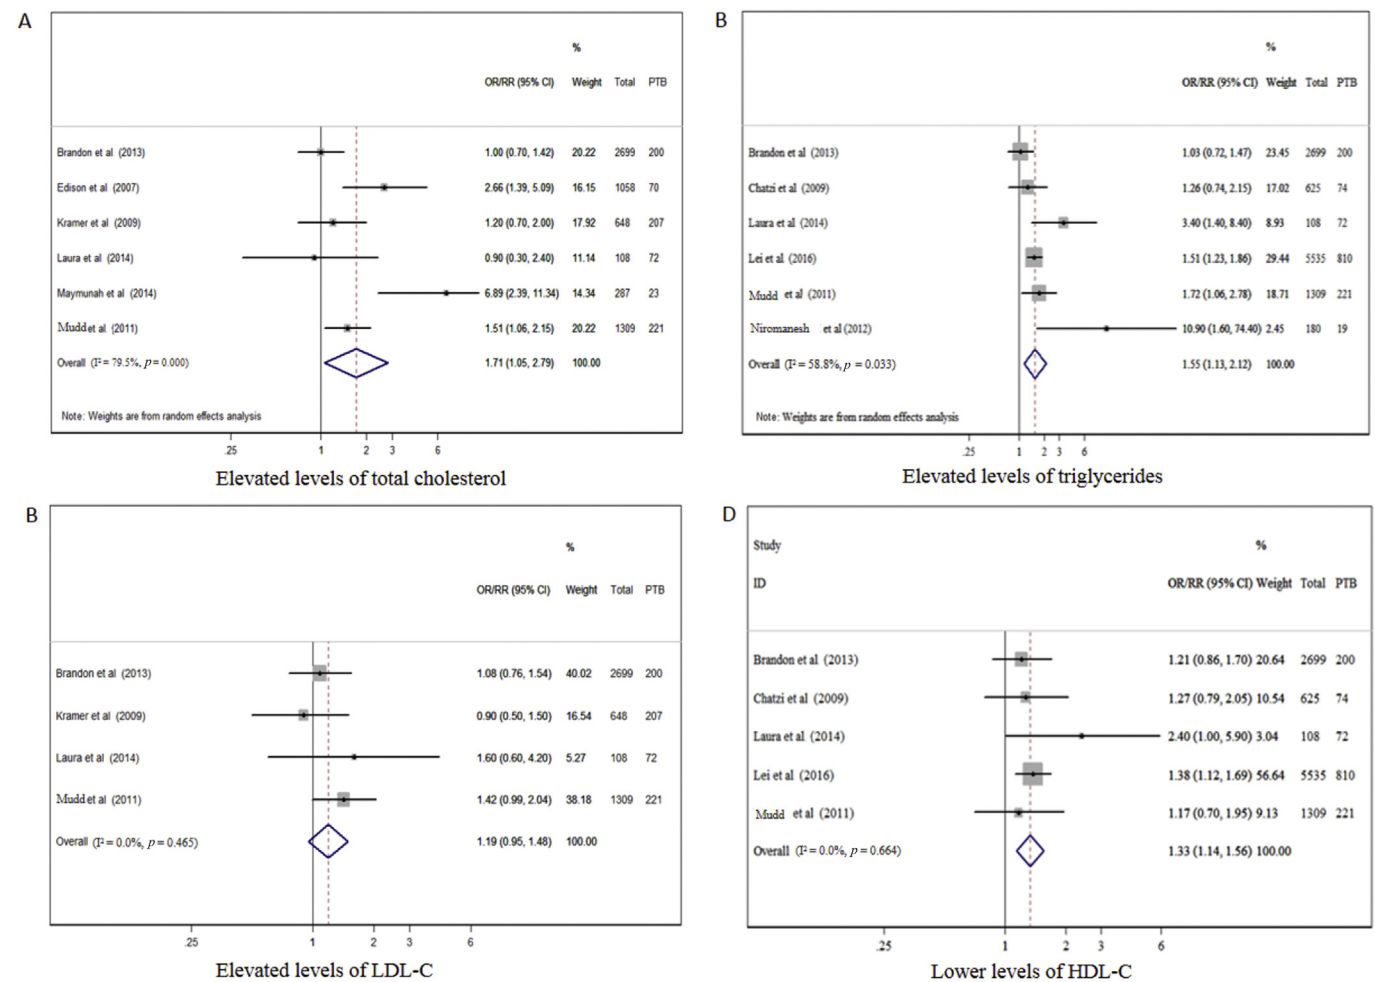 A
%
OR/RR (95% CI) Weight Total PTB
Brandon et al (2013) 1.00 (0.70, 1.42) 20.22 2699 200
Edison et al (2007) 2.66 (1.39, 5.09) 16.15 1058 70
Kramer et al (2009) 1.20 (0.70, 2.00) 17.92 648 207
Laura et al (2014) 0.90 (0.30, 2.40) 11.14 108 72
Maymunah et al (2014) 6.89 (2.39, 11.34) 14.34 287 23
Mudd et al (2011) 1.51 (1.06, 2.15) 20.22 1309 221
Overall (I² = 79.5%, p = 0.000) 1.71 (1.05, 2.79) 100.00
Note: Weights are from random effects analysis
.25 1 2 3 6
Elevated levels of total cholesterol
B
%
OR/RR (95% CI) Weight Total PTB
Brandon et al (2013) 1.03 (0.72, 1.47) 23.45 2699 200
Chatzi et al (2009) 1.26 (0.74, 2.15) 17.02 625 74
Laura et al (2014) 3.40 (1.40, 8.40) 8.93 108 72
Lei et al (2016) 1.51 (1.23, 1.86) 29.44 5535 810
Mudd et al (2011) 1.72 (1.06, 2.78) 18.71 1309 221
Niromanesh et al (2012) 10.90 (1.60, 74.40) 2.45 180 19
Overall (I² = 58.8%, p = 0.033) 1.55 (1.13, 2.12) 100.00
Note: Weights are from random effects analysis
.25 1 2 3 6
Elevated levels of triglycerides
B
%
OR/RR (95% CI) Weight Total PTB
Brandon et al (2013) 1.08 (0.76, 1.54) 40.02 2699 200
Kramer et al (2009) 0.90 (0.50, 1.50) 16.54 648 207
Laura et al (2014) 1.60 (0.60, 4.20) 5.27 108 72
Mudd et al (2011) 1.42 (0.99, 2.04) 38.18 1309 221
Overall (I² = 0.0%, p = 0.465) 1.19 (0.95, 1.48) 100.00
.25 1 2 3 6
Elevated levels of LDL-C
D
Study %
ID OR/RR (95% CI) Weight Total PTB
Brandon et al (2013) 1.21 (0.86, 1.70) 20.64 2699 200
Chatzi et al (2009) 1.27 (0.79, 2.05) 10.54 625 74
Laura et al (2014) 2.40 (1.00, 5.90) 3.04 108 72
Lei et al (2016) 1.38 (1.12, 1.69) 56.64 5535 810
Mudd et al (2011) 1.17 (0.70, 1.95) 9.13 1309 221
Overall (I² = 0.0%, p = 0.664) 1.33 (1.14, 1.56) 100.00
.25 1 2 3 6
Lower levels of HDL-C